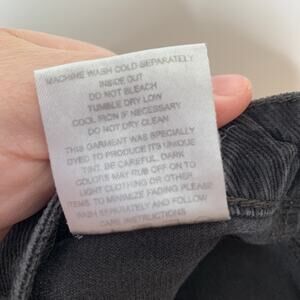 MACHINE WASH COLD SEPARATELY
INSIDE OUT
DO NOT BLEACH
TUMBLE DRY LOW
COOL IRON IF NECESSARY
DO NOT DRY CLEAN
THIS GARMENT WAS SPECIALLY
DYED TO PRODUCE ITS UNIQUE
TINT. BE CAREFUL. DARK
COLORS MAY RUB OFF ON TO
LIGHT CLOTHING OR OTHER
ITEMS. TO MINIMIZE FADING PLEASE
WASH SEPARATELY AND FOLLOW
CARE INSTRUCTIONS